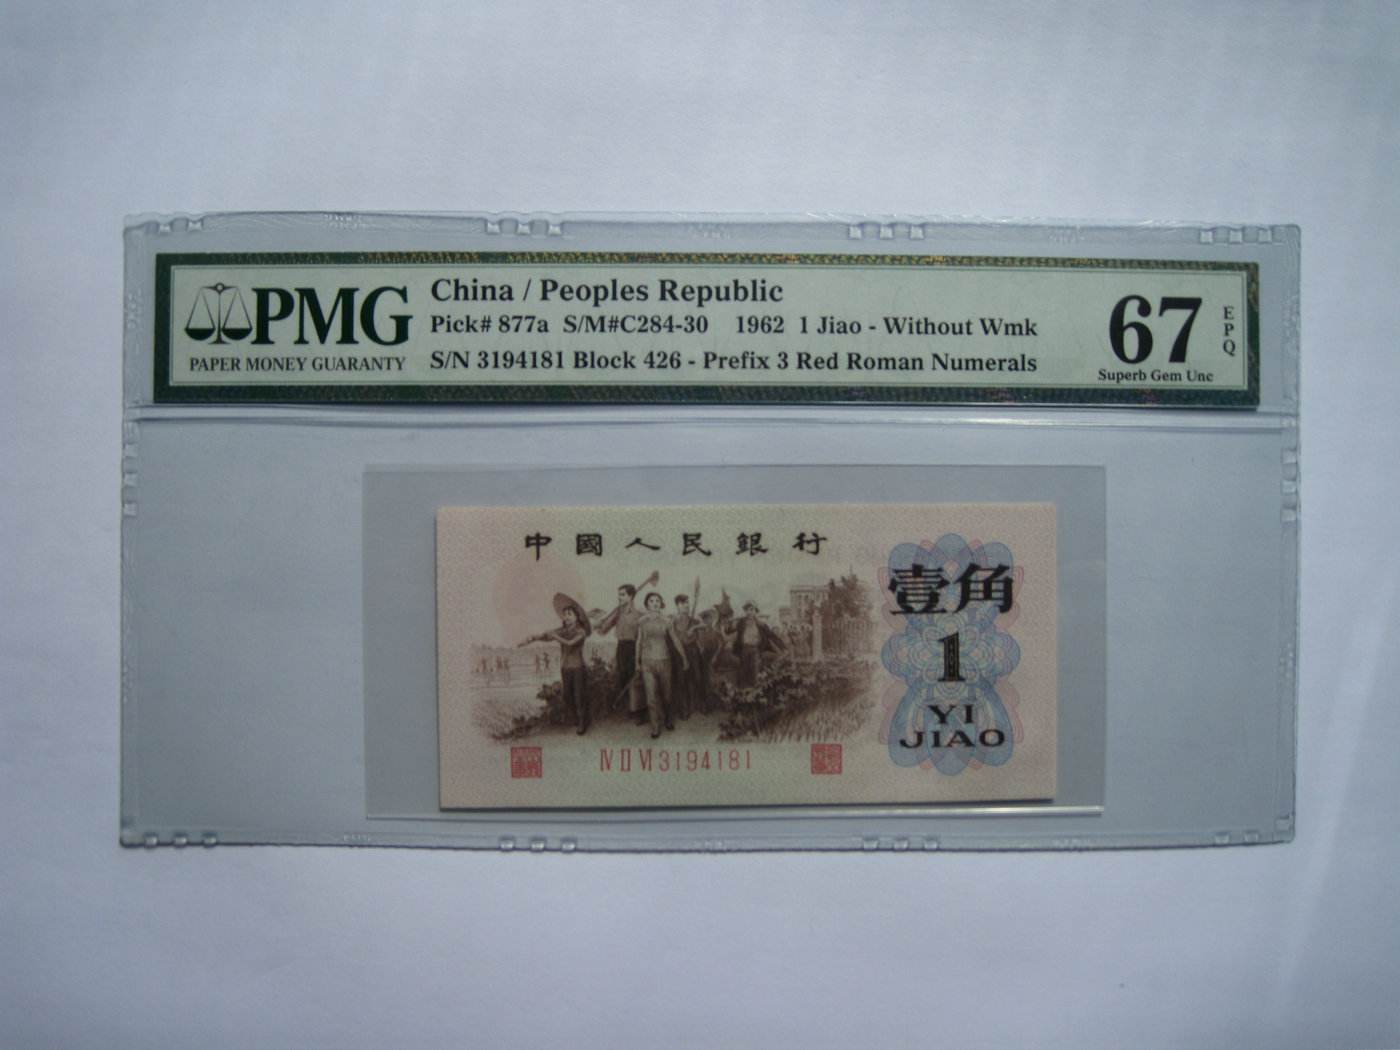 PMG
PAPER MONEY GUARANTY
China / Peoples Republic
Pick# 877a S/M#C284-30 1962 1 Jiao - Without Wmk
S/N 3194181 Block 426 - Prefix 3 Red Roman Numerals
67
EPQ
Superb Gem Unc
中國人民銀行
壹角
1
YI
JIAO
IV II VI 3194181